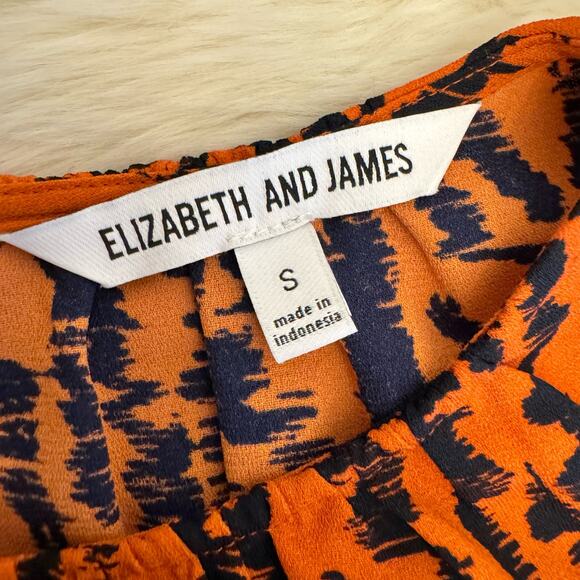 ELIZABETH AND JAMES
S
made in
indonesia